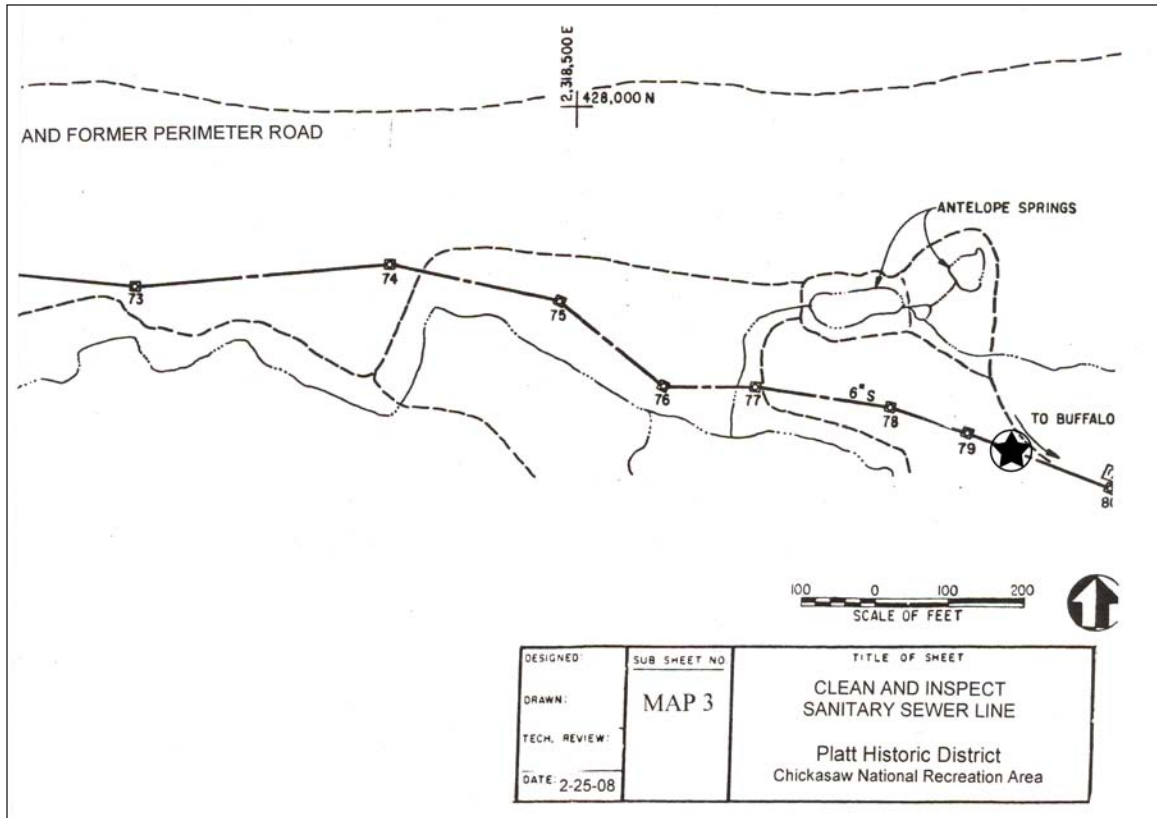 2,318,500 E
428,000 N
AND FORMER PERIMETER ROAD
ANTELOPE SPRINGS
73
74
75
76
77
6" S
78
79
TO BUFFALO
100 0 100 200
SCALE OF FEET
DESIGNED:
DRAWN:
TECH. REVIEW:
DATE: 2-25-08
SUB SHEET NO.
MAP 3
TITLE OF SHEET
CLEAN AND INSPECT
SANITARY SEWER LINE
Platt Historic District
Chickasaw National Recreation Area